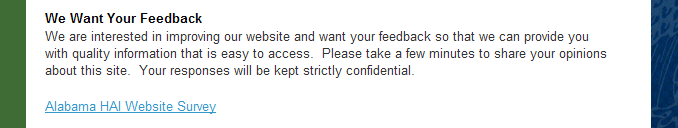 We Want Your Feedback
We are interested in improving our website and want your feedback so that we can provide you
with quality information that is easy to access.  Please take a few minutes to share your opinions
about this site.  Your responses will be kept strictly confidential.
Alabama HAI Website Survey